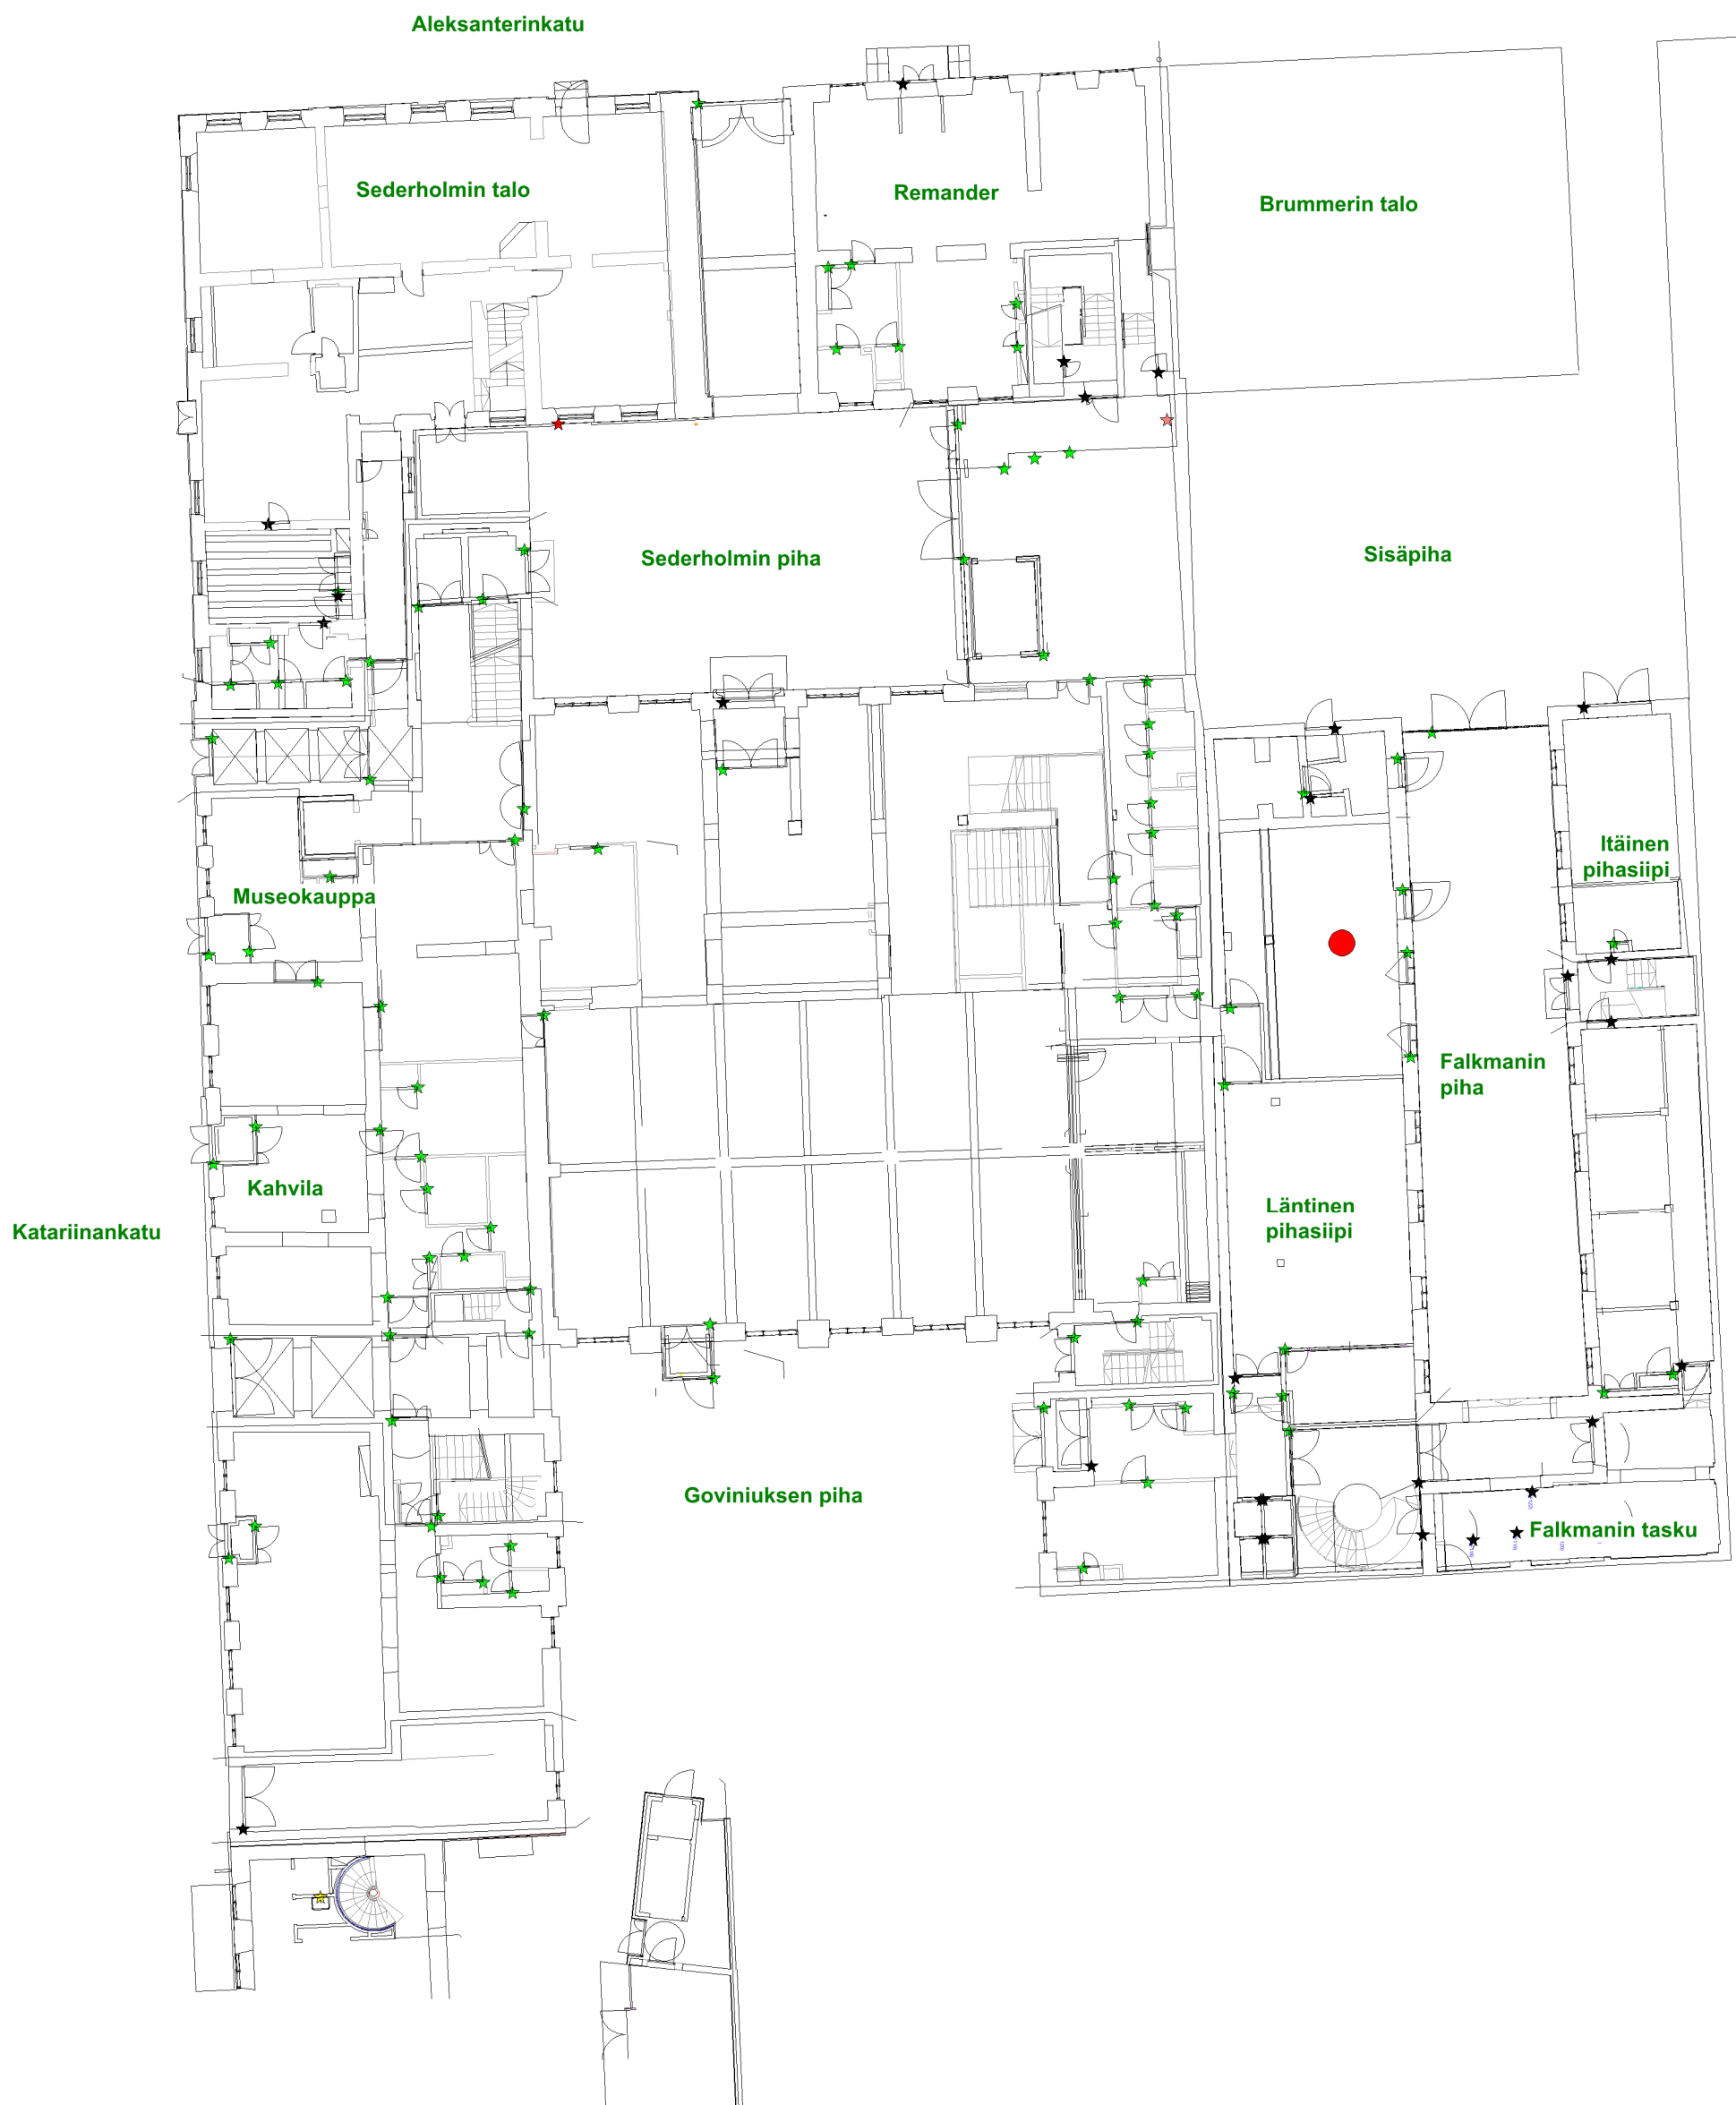 Aleksanterinkatu
Sederholmin talo
Remander
Brummerin talo
Sederholmin piha
Sisäpiha
Itäinen
pihasiipi
Museokauppa
Falkmanin
piha
Kahvila
Läntinen
pihasiipi
Katariinankatu
Goviniuksen piha
Falkmanin tasku